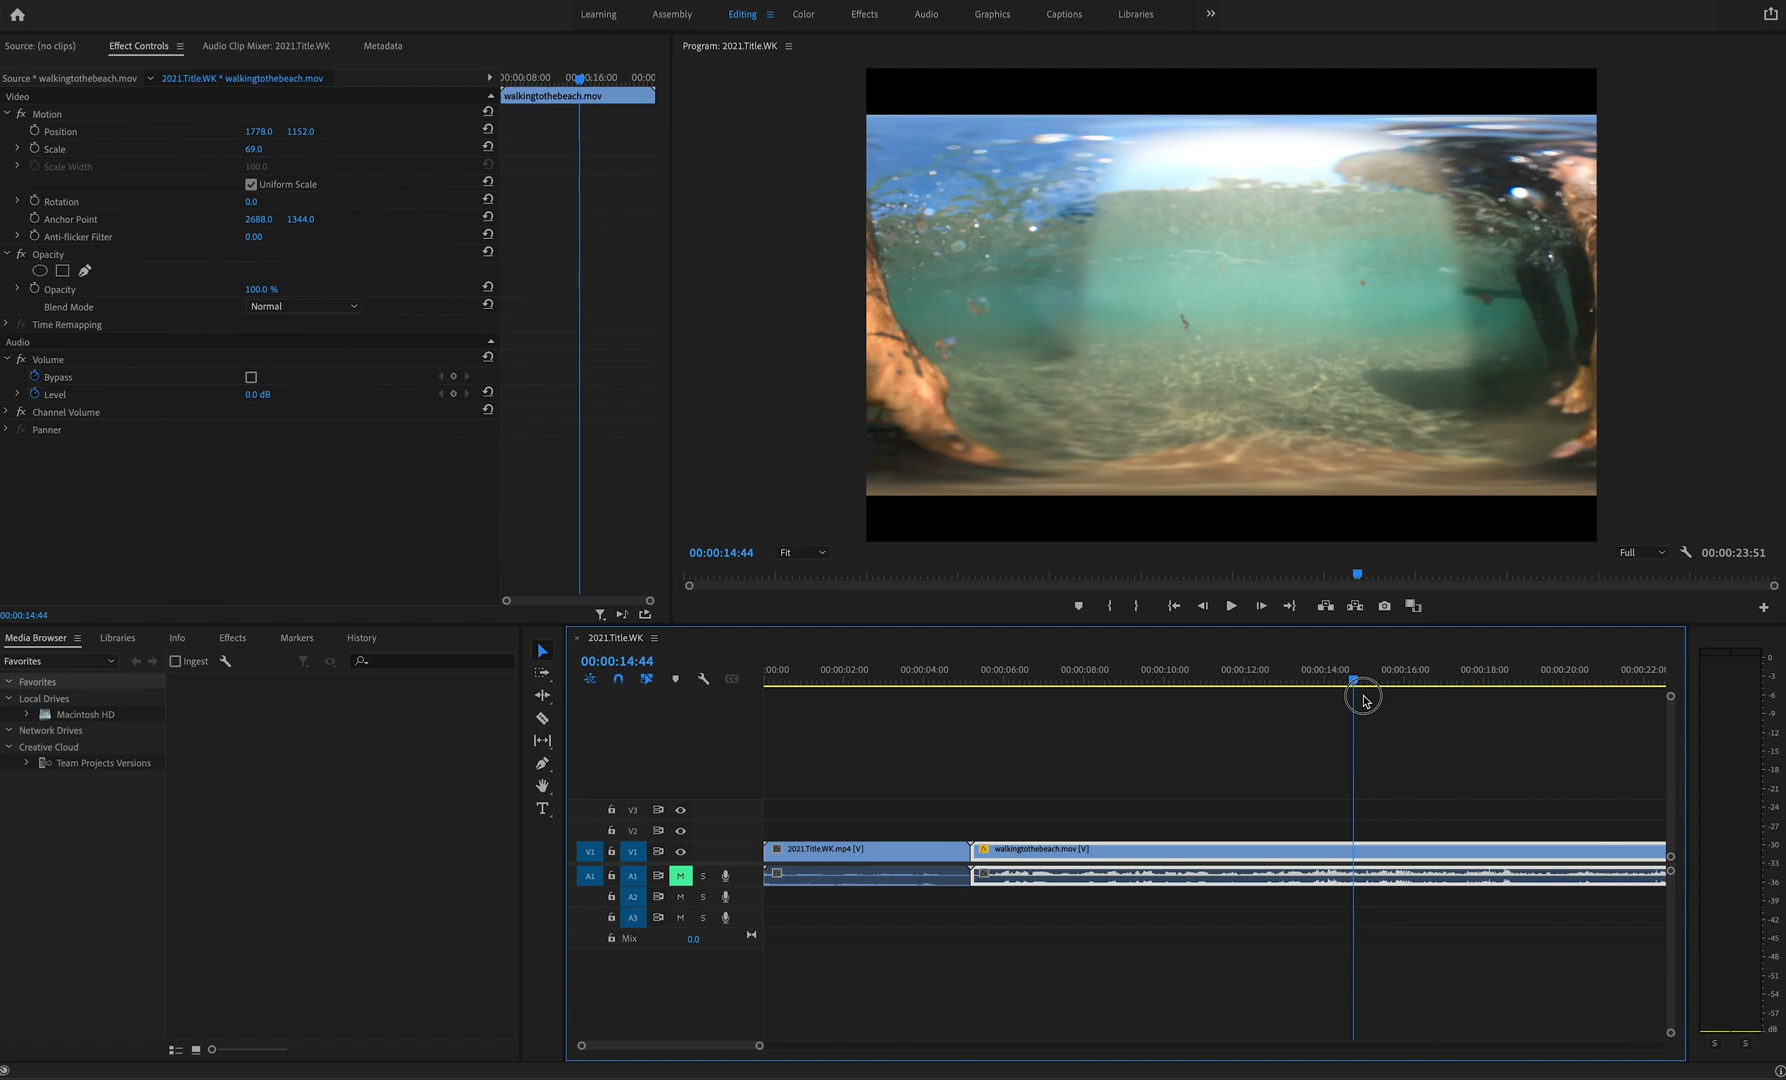 Learning Assembly Editing Color Effects Audio Graphics Captions Libraries
Source: (no clips) Effect Controls Audio Clip Mixer: 2021.Title.WK Metadata
Program: 2021.Title.WK
Source * walkingtothebeach.mov 2021.Title.WK * walkingtothebeach.mov
00:00:08:00 00:00:16:00 00:00
Video
walkingtothebeach.mov
fx Motion
Position 1778.0 1152.0
Scale 69.0
Scale Width 100.0
Uniform Scale
Rotation 0.0
Anchor Point 2688.0 1344.0
Anti-flicker Filter 0.00
fx Opacity
Opacity 100.0 %
Blend Mode Normal
fx Time Remapping
Audio
fx Volume
Bypass
Level 0.0 dB
fx Channel Volume
fx Panner
00:00:14:44
00:00:14:44 Fit Full 00:00:23:51
Media Browser Libraries Info Effects Markers History
Favorites Ingest
Favorites
Local Drives
Macintosh HD
Network Drives
Creative Cloud
Team Projects Versions
× 2021.Title.WK
00:00:14:44
:00:00 00:00:02:00 00:00:04:00 00:00:06:00 00:00:08:00 00:00:10:00 00:00:12:00 00:00:14:00 00:00:16:00 00:00:18:00 00:00:20:00 00:00:22:00
V3
V2
V1 V1 2021.Title.WK.mp4 [V] fx walkingtothebeach.mov [V]
A1 A1 M S
A2 M S
A3 M S
Mix 0.0
0
-3
-6
-9
-12
-15
-18
-21
-24
-27
-30
-33
-36
-39
-42
-45
-48
-51
-54
-57
dB
S S